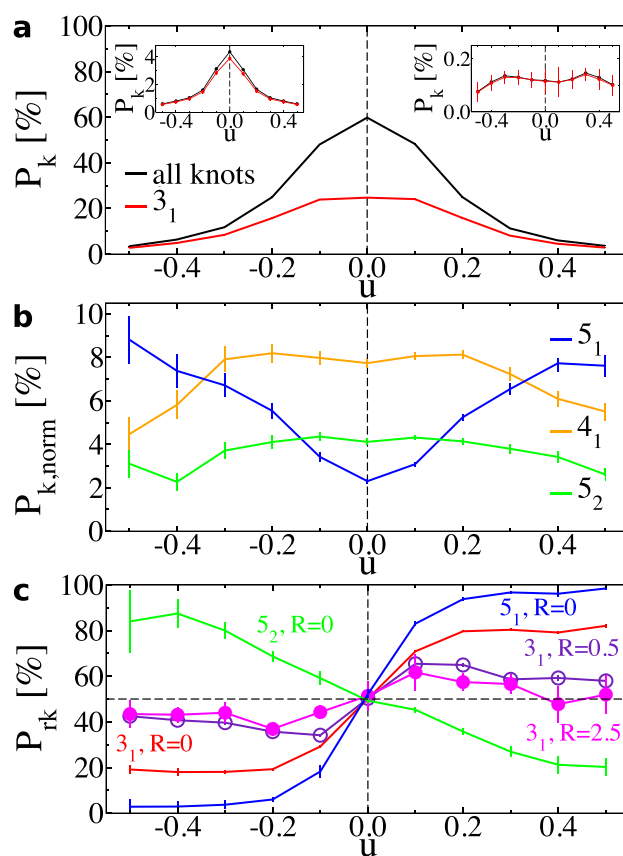 a
P_k [%]
100
80
60
40
20
0
P_k [%]
4
2
0
-0.4 0.0 0.4
u
P_k [%]
0.2
0.1
0.0
-0.4 0.0 0.4
u
all knots
3_1
-0.4 -0.2 0.0 0.2 0.4
u
b
P_k,norm [%]
10
8
6
4
2
0
5_1
4_1
5_2
-0.4 -0.2 0.0 0.2 0.4
u
c
P_rk [%]
100
80
60
40
20
0
5_2, R=0
5_1, R=0
3_1, R=0.5
3_1, R=0
3_1, R=2.5
-0.4 -0.2 0.0 0.2 0.4
u